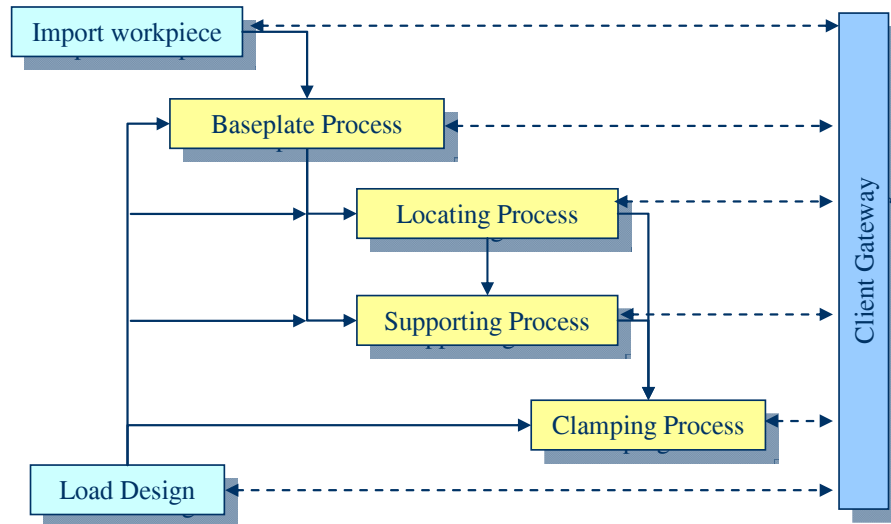 Import workpiece
Baseplate Process
Locating Process
Supporting Process
Clamping Process
Load Design
Client Gateway